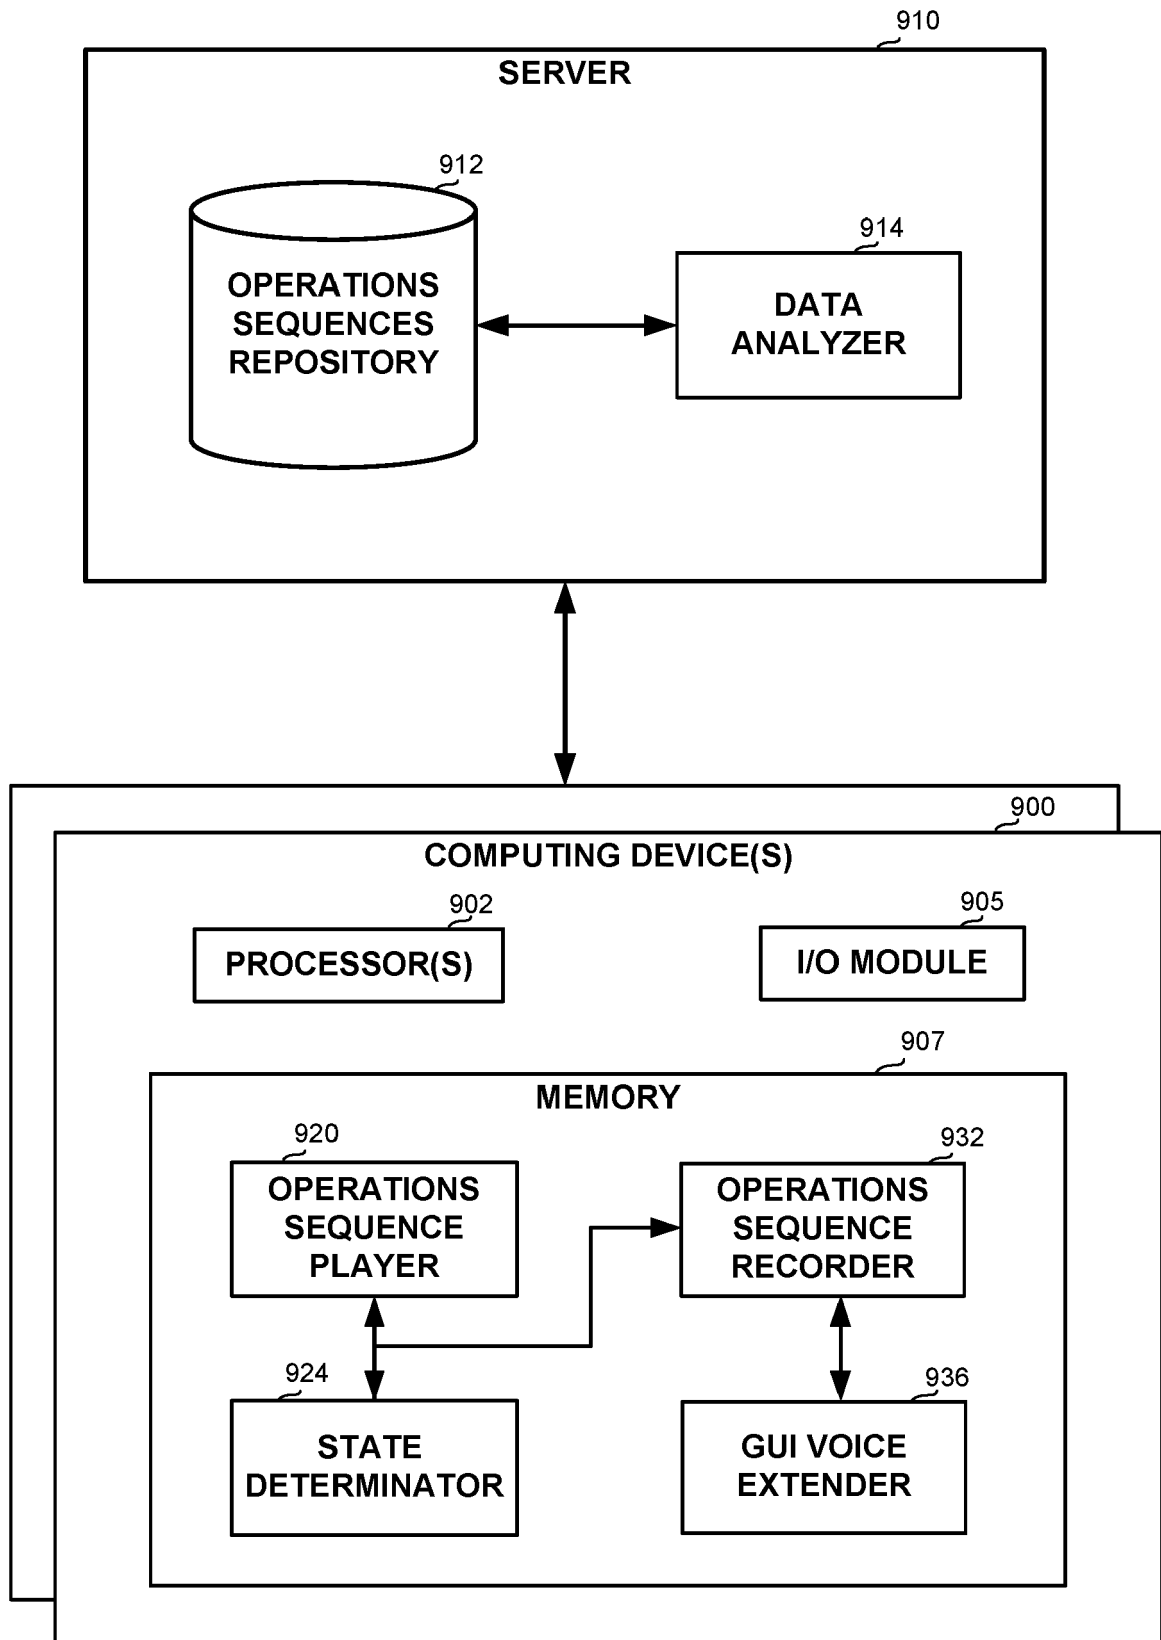 910
SERVER
912
OPERATIONS
SEQUENCES
REPOSITORY
914
DATA
ANALYZER
900
COMPUTING DEVICE(S)
902
PROCESSOR(S)
905
I/O MODULE
907
MEMORY
920
OPERATIONS
SEQUENCE
PLAYER
932
OPERATIONS
SEQUENCE
RECORDER
924
STATE
DETERMINATOR
936
GUI VOICE
EXTENDER